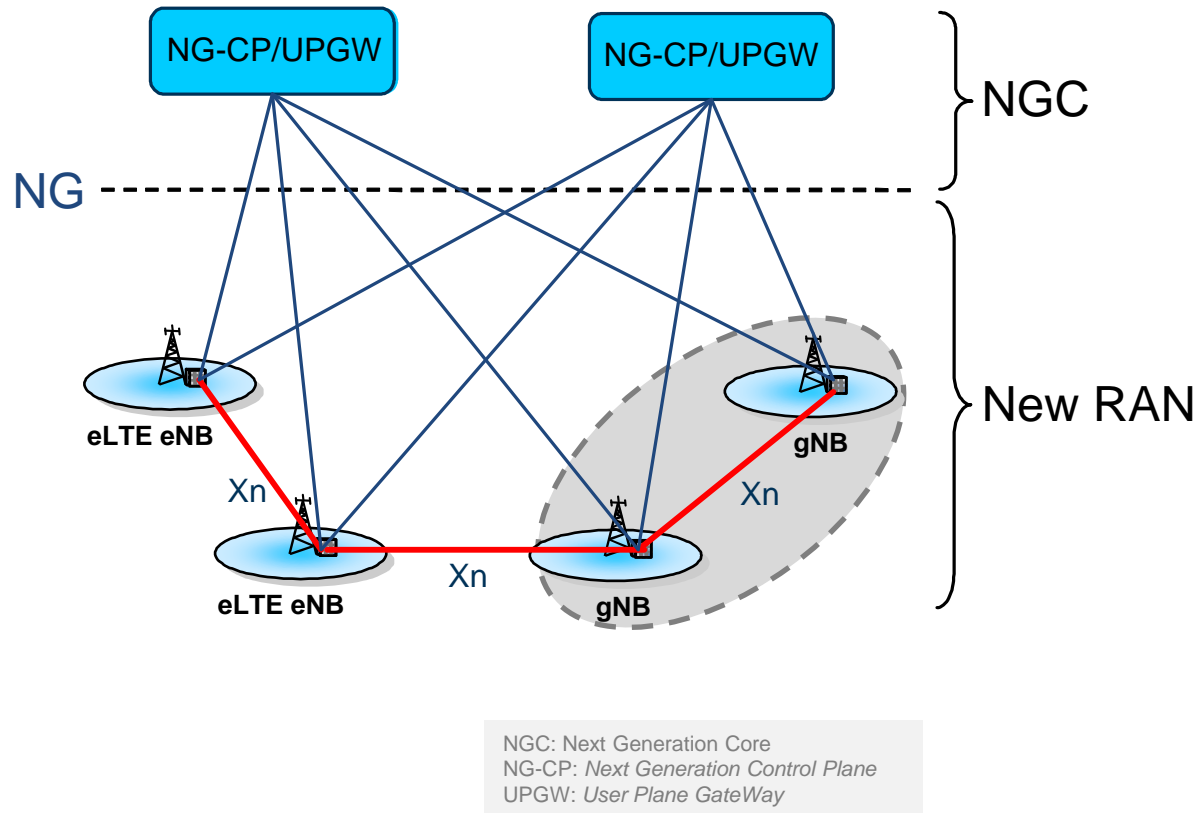 NG-CP/UPGW
NG-CP/UPGW
NGC
NG
New RAN
eLTE eNB
gNB
Xn
Xn
Xn
eLTE eNB
gNB
NGC: Next Generation Core
NG-CP: Next Generation Control Plane
UPGW: User Plane GateWay